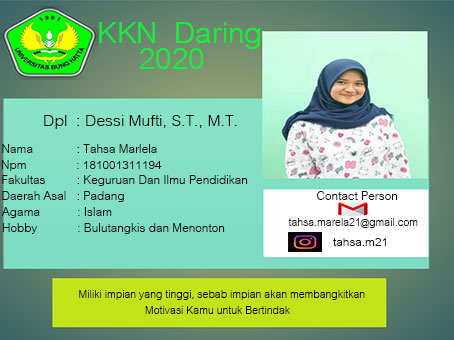 1981
UNIVERSITAS BUNG HATTA
KKN Daring
2020
Dpl : Dessi Mufti, S.T., M.T.
Nama : Tahsa Marlela
Npm : 181001311194
Fakultas : Keguruan Dan Ilmu Pendidikan
Daerah Asal : Padang
Agama : Islam
Hobby : Bulutangkis dan Menonton
Contact Person
tahsa.marela21@gmail.com
tahsa.m21
Miliki impian yang tinggi, sebab impian akan membangkitkan
Motivasi Kamu untuk Bertindak